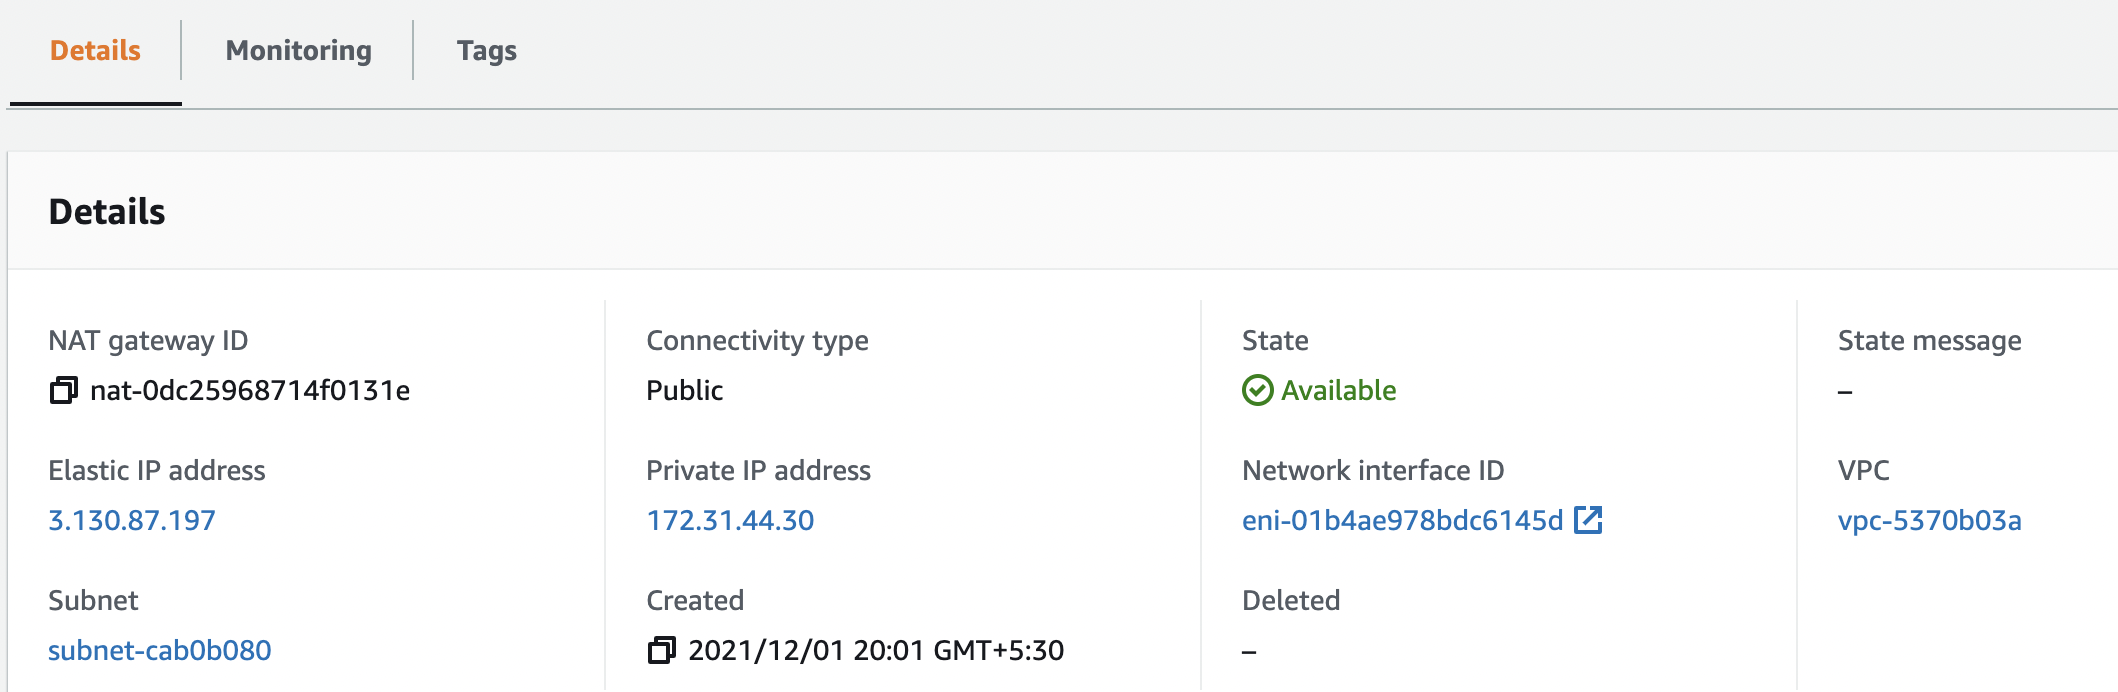 Details Monitoring Tags
Details
NAT gateway ID Connectivity type State State message
nat-0dc25968714f0131e Public Available –
Elastic IP address Private IP address Network interface ID VPC
3.130.87.197 172.31.44.30 eni-01b4ae978bdc6145d vpc-5370b03a
Subnet Created Deleted
subnet-cab0b080 2021/12/01 20:01 GMT+5:30 –